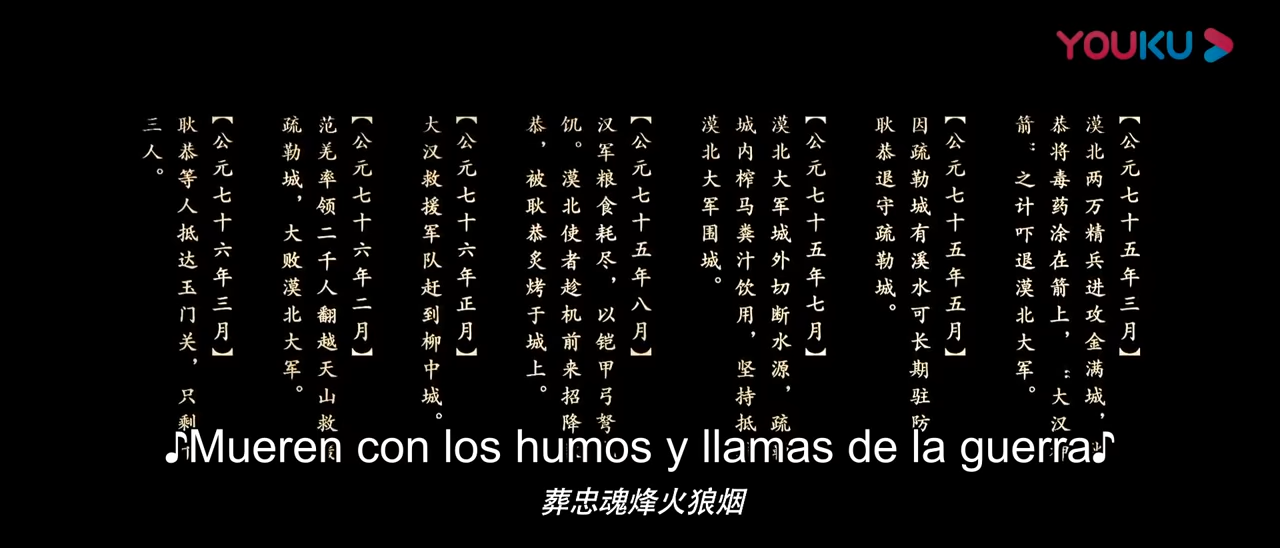 YOUKU
【公元七十五年三月】
漠北两万精兵进攻金满城，
恭将毒药涂在箭上，“大汉
箭”之计吓退漠北大军。
【公元七十五年五月】
因疏勒城有溪水可长期驻防
耿恭退守疏勒城。
【公元七十五年七月】
漠北大军城外切断水源，疏
城内榨马粪汁饮用，坚持抵
漠北大军围城。
【公元七十五年八月】
汉军粮食耗尽，以铠甲弓弩
饥。漠北使者趁机前来招降
恭，被耿恭炙烤于城上。
【公元七十六年正月】
大汉救援军队赶到柳中城。
【公元七十六年二月】
范羌率领二千人翻越天山救
疏勒城，大败漠北大军。
【公元七十六年三月】
耿恭等人抵达玉门关，只剩
三人。
♪Mueren con los humos y llamas de la guerra♪
葬忠魂烽火狼烟